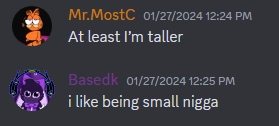 Mr.MostC 01/27/2024 12:24 PM
At least I'm taller
Basedk 01/27/2024 12:25 PM
i like being small nigga